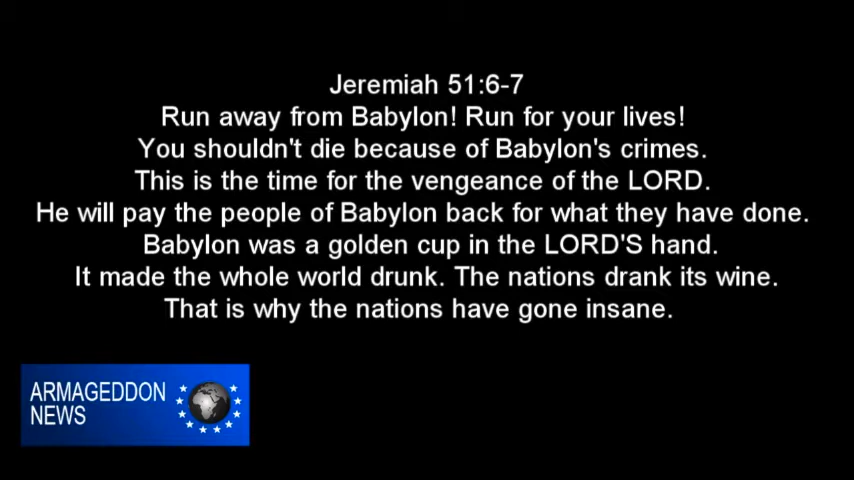 Jeremiah 51:6-7
Run away from Babylon! Run for your lives!
You shouldn't die because of Babylon's crimes.
This is the time for the vengeance of the LORD.
He will pay the people of Babylon back for what they have done.
Babylon was a golden cup in the LORD'S hand.
It made the whole world drunk. The nations drank its wine.
That is why the nations have gone insane.
ARMAGEDDON
NEWS